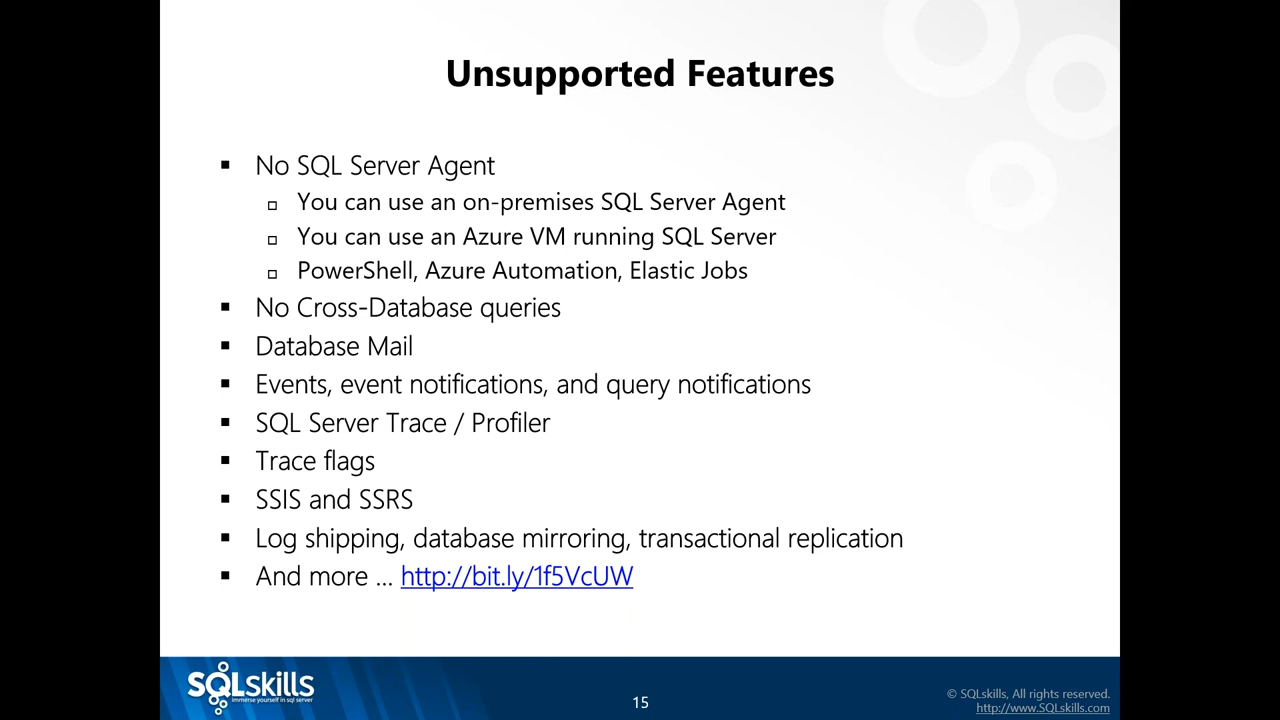 Unsupported Features
▪ No SQL Server Agent
▫ You can use an on-premises SQL Server Agent
▫ You can use an Azure VM running SQL Server
▫ PowerShell, Azure Automation, Elastic Jobs
▪ No Cross-Database queries
▪ Database Mail
▪ Events, event notifications, and query notifications
▪ SQL Server Trace / Profiler
▪ Trace flags
▪ SSIS and SSRS
▪ Log shipping, database mirroring, transactional replication
▪ And more ... http://bit.ly/1f5VcUW
SQLskills
immerse yourself in sql server
15
© SQLskills, All rights reserved.
http://www.SQLskills.com